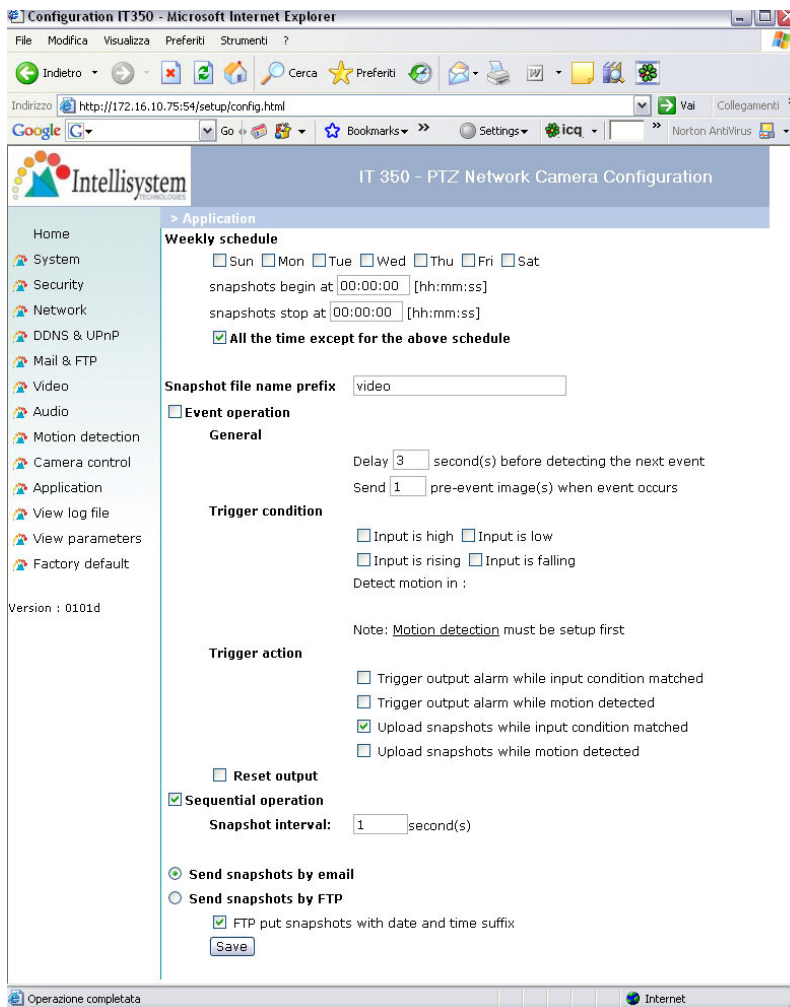 Configuration IT350 - Microsoft Internet Explorer
File Modifica Visualizza Preferiti Strumenti ?
Indietro Cerca Preferiti
Indirizzo http://172.16.10.75:54/setup/config.html Vai Collegamenti
Google G Go Bookmarks Settings icq Norton AntiVirus
Intellisystem
TECHNOLOGIES
IT 350 - PTZ Network Camera Configuration
> Application
Home
System
Security
Network
DDNS & UPnP
Mail & FTP
Video
Audio
Motion detection
Camera control
Application
View log file
View parameters
Factory default
Version : 0101d
Weekly schedule
Sun Mon Tue Wed Thu Fri Sat
snapshots begin at 00:00:00 [hh:mm:ss]
snapshots stop at 00:00:00 [hh:mm:ss]
All the time except for the above schedule
Snapshot file name prefix video
Event operation
General
Delay 3 second(s) before detecting the next event
Send 1 pre-event image(s) when event occurs
Trigger condition
Input is high Input is low
Input is rising Input is falling
Detect motion in :
Note: Motion detection must be setup first
Trigger action
Trigger output alarm while input condition matched
Trigger output alarm while motion detected
Upload snapshots while input condition matched
Upload snapshots while motion detected
Reset output
Sequential operation
Snapshot interval: 1 second(s)
Send snapshots by email
Send snapshots by FTP
FTP put snapshots with date and time suffix
Save
Operazione completata Internet